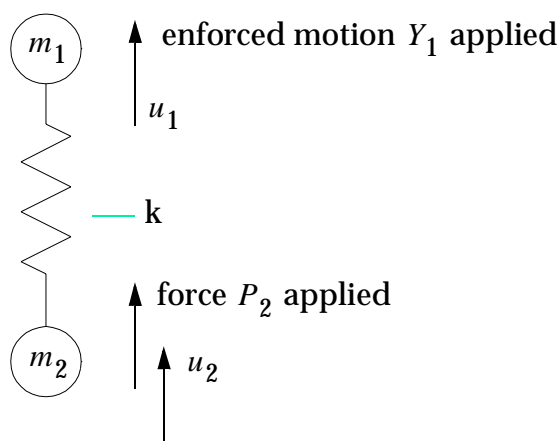 m1
enforced motion Y1 applied
u1
k
force P2 applied
m2
u2